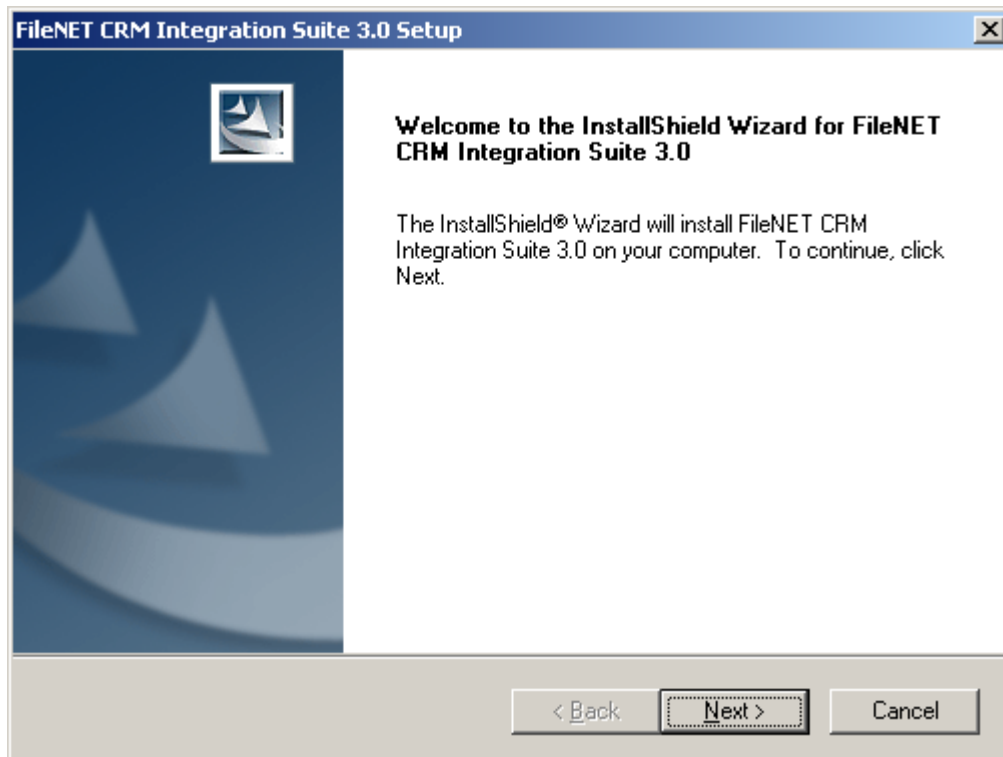 FileNET CRM Integration Suite 3.0 Setup
Welcome to the InstallShield Wizard for FileNET
CRM Integration Suite 3.0
The InstallShield® Wizard will install FileNET CRM
Integration Suite 3.0 on your computer.  To continue, click
Next.
< Back
Next >
Cancel